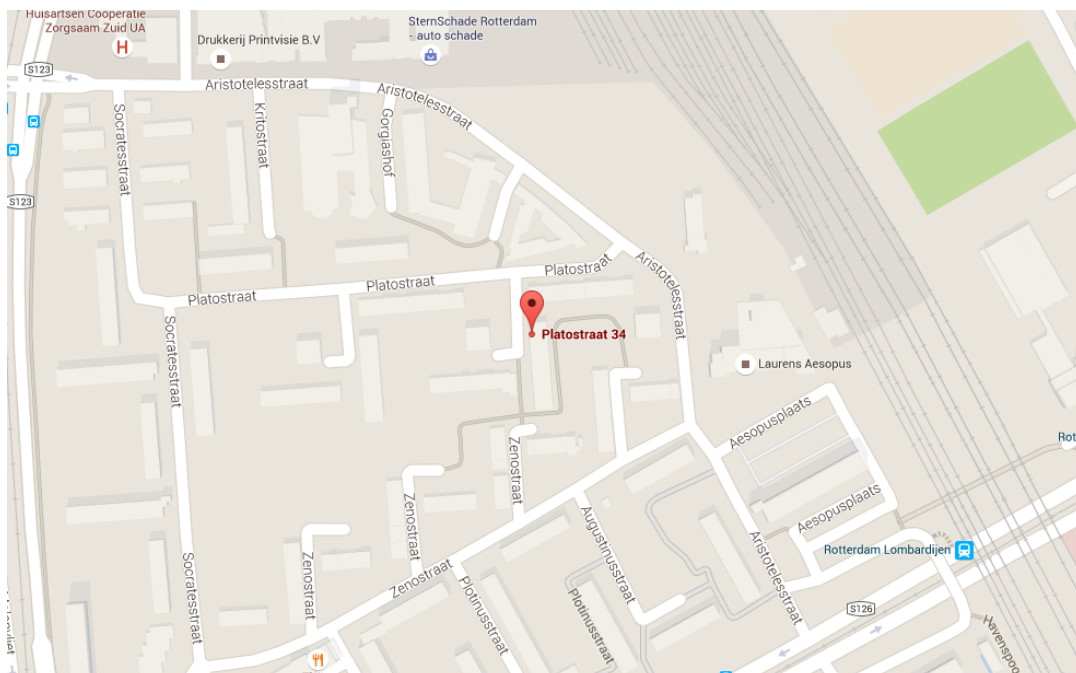 Huisartsen Cooperatie
Zorgsaam Zuid UA
H
Drukkerij Printvisie B.V
SternSchade Rotterdam
- auto schade
S123
Aristotelesstraat
Aristotelesstraat
Socratesstraat
Kritostraat
Gorgiashof
S123
Platostraat
Platostraat
Platostraat
Aristotelesstraat
Platostraat 34
Laurens Aesopus
Socratesstraat
Aesopusplaats
Zenostraat
Zenostraat
Aesopusplaats
Augustinusstraat
Rotterdam Lombardijen
Zenostraat
Socratesstraat
Zenostraat
Aristotelesstraat
Plotinusstraat
Plotinusstraat
S126